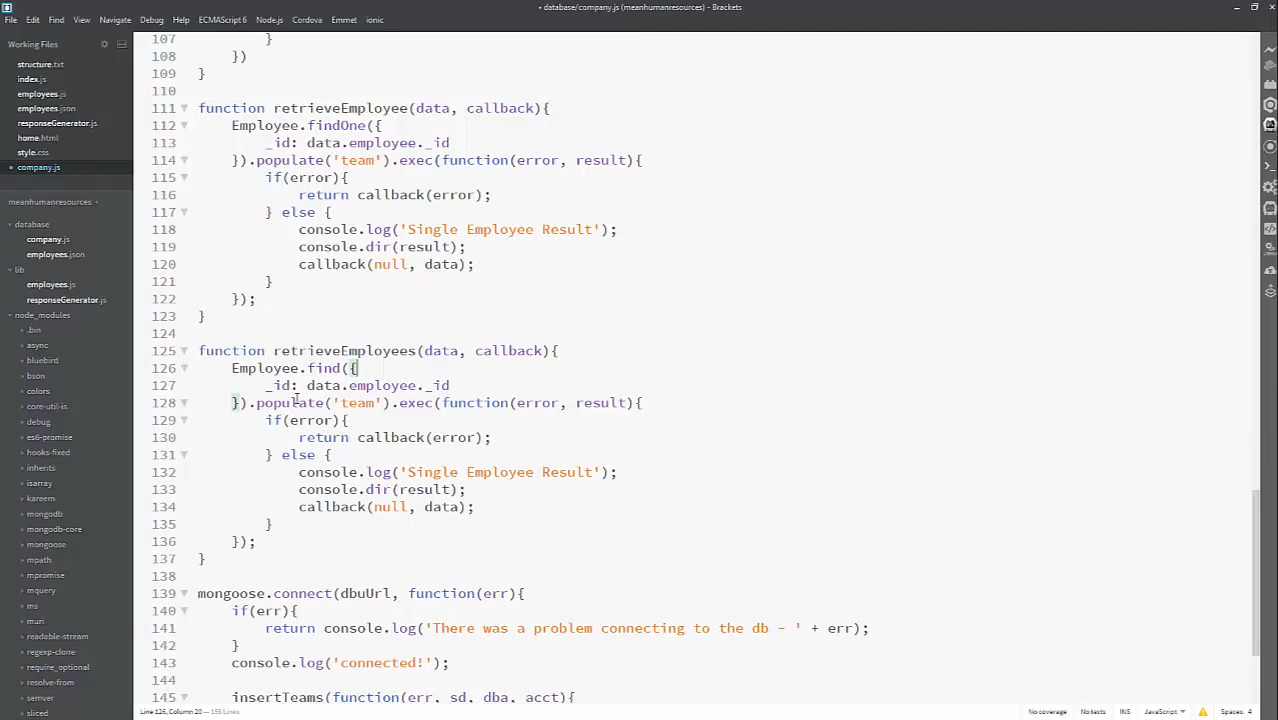 • database/company.js (meanhumanresources) - Brackets
File Edit Find View Navigate Debug Help ECMAScript 6 Node.js Cordova Emmet ionic
Working Files
structure.txt
index.js
employees.js
employees.json
responseGenerator.js
home.html
style.css
company.js
meanhumanresources
database
company.js
employees.json
lib
employees.js
responseGenerator.js
node_modules
.bin
async
bluebird
bson
colors
core-util-is
debug
es6-promise
hooks-fixed
inherits
isarray
kareem
mongodb
mongodb-core
mongoose
mpath
mpromise
mquery
ms
muri
readable-stream
regexp-clone
require_optional
resolve-from
semver
sliced
107 }
108 })
109 }
110
111 function retrieveEmployee(data, callback){
112 Employee.findOne({
113 _id: data.employee._id
114 }).populate('team').exec(function(error, result){
115 if(error){
116 return callback(error);
117 } else {
118 console.log('Single Employee Result');
119 console.dir(result);
120 callback(null, data);
121 }
122 });
123 }
124
125 function retrieveEmployees(data, callback){
126 Employee.find({
127 _id: data.employee._id
128 }).populate('team').exec(function(error, result){
129 if(error){
130 return callback(error);
131 } else {
132 console.log('Single Employee Result');
133 console.dir(result);
134 callback(null, data);
135 }
136 });
137 }
138
139 mongoose.connect(dbuUrl, function(err){
140 if(err){
141 return console.log('There was a problem connecting to the db - ' + err);
142 }
143 console.log('connected!');
144
145 insertTeams(function(err, sd, dba, acct){
Line 126, Column 20 — 155 Lines
No coverage No tests INS JavaScript Spaces: 4